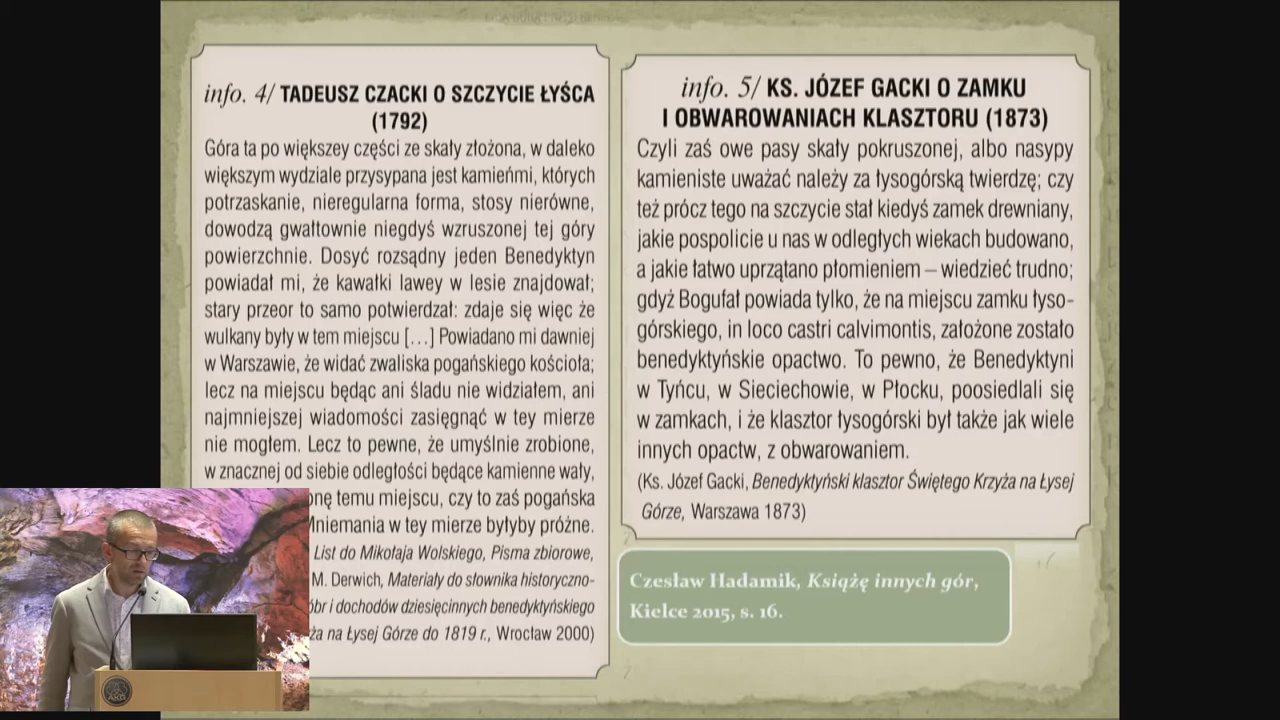 info. 4/ TADEUSZ CZACKI O SZCZYCIE ŁYŚCA
(1792)
Góra ta po większey części ze skały złożona, w daleko
większym wydziale przysypana jest kamieńmi, których
potrzaskanie, nieregularna forma, stosy nierówne,
dowodzą gwałtownie niegdyś wzruszonej tej góry
powierzchnie. Dosyć rozsądny jeden Benedyktyn
powiadał mi, że kawałki lawey w lesie znajdował;
stary przeor to samo potwierdzał: zdaje się więc że
wulkany były w tem miejscu […] Powiadano mi dawniej
w Warszawie, że widać zwaliska pogańskiego kościoła;
lecz na miejscu będąc ani śladu nie widziałem, ani
najmniejszej wiadomości zasięgnąć w tey mierze
nie mogłem. Lecz to pewne, że umyślnie zrobione,
w znacznej od siebie odległości będące kamienne wały,
onę temu miejscu, czy to zaś pogańska
Mniemania w tey mierze byłyby próżne.
List do Mikołaja Wolskiego, Pisma zbiorowe,
M. Derwich, Materiały do słownika historyczno-
óbr i dochodów dziesięcinnych benedyktyńskiego
ża na Łysej Górze do 1819 r., Wrocław 2000)
info. 5/ KS. JÓZEF GACKI O ZAMKU
I OBWAROWANIACH KLASZTORU (1873)
Czyli zaś owe pasy skały pokruszonej, albo nasypy
kamieniste uważać należy za łysogórską twierdzę; czy
też prócz tego na szczycie stał kiedyś zamek drewniany,
jakie pospolicie u nas w odległych wiekach budowano,
a jakie łatwo uprzątano płomieniem – wiedzieć trudno;
gdyż Bogufał powiada tylko, że na miejscu zamku łyso-
górskiego, in loco castri calvimontis, założone zostało
benedyktyńskie opactwo. To pewno, że Benedyktyni
w Tyńcu, w Sieciechowie, w Płocku, poosiedlali się
w zamkach, i że klasztor łysogórski był także jak wiele
innych opactw, z obwarowaniem.
(Ks. Józef Gacki, Benedyktyński klasztor Świętego Krzyża na Łysej
Górze, Warszawa 1873)
Czesław Hadamik, Książę innych gór,
Kielce 2015, s. 16.